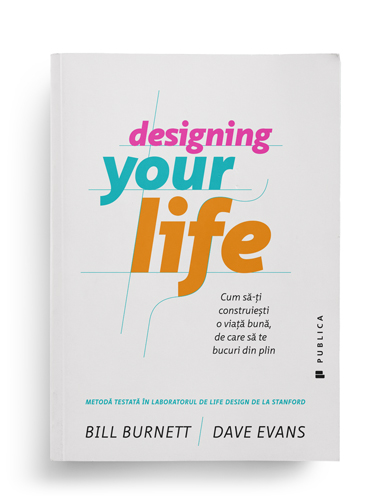 designing
your
life
Cum să-ți
construiești
o viață bună,
de care să te
bucuri din plin
PUBLICA
METODĂ TESTATĂ ÎN LABORATORUL DE LIFE DESIGN DE LA STANFORD
BILL BURNETT | DAVE EVANS